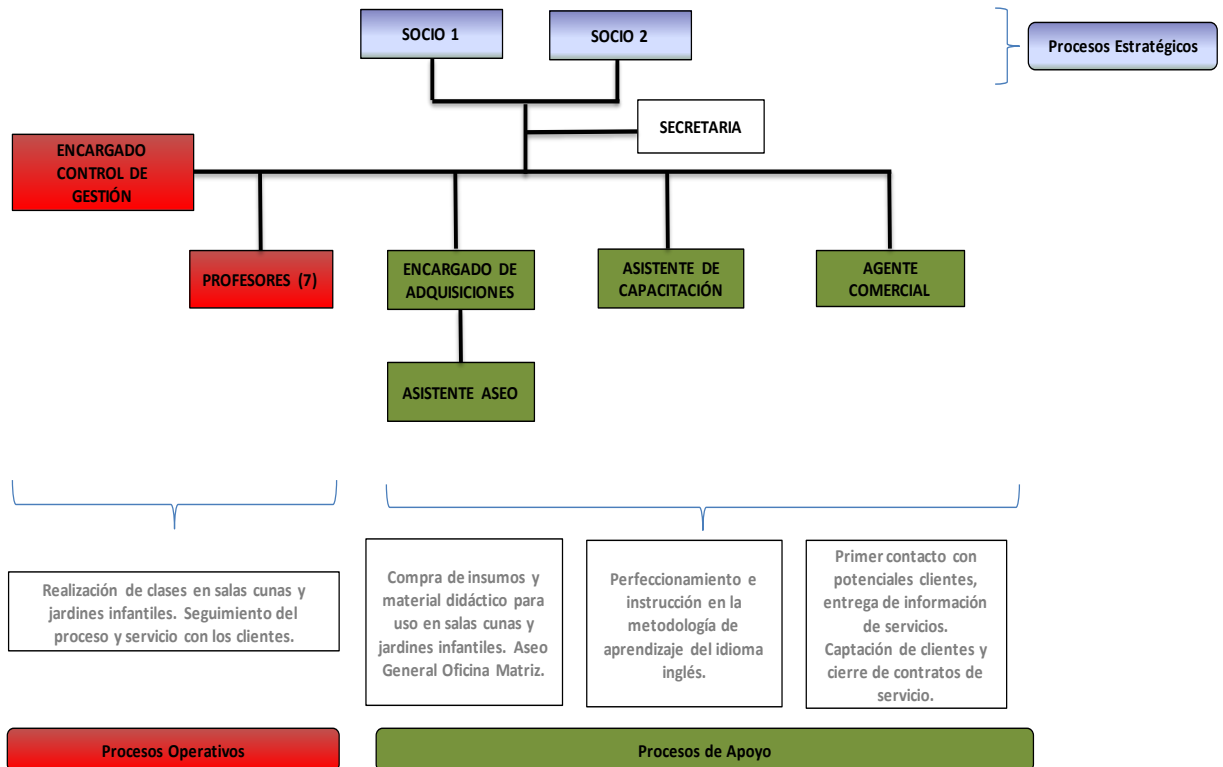 SOCIO 1
SOCIO 2
Procesos Estratégicos
SECRETARIA
ENCARGADO
CONTROL DE
GESTIÓN
PROFESORES (7)
ENCARGADO DE
ADQUISICIONES
ASISTENTE DE
CAPACITACIÓN
AGENTE
COMERCIAL
ASISTENTE ASEO
Realización de clases en salas cunas y
jardines infantiles. Seguimiento del
proceso y servicio con los clientes.
Compra de insumos y
material didáctico para
uso en salas cunas y
jardines infantiles. Aseo
General Oficina Matriz.
Perfeccionamiento e
instrucción en la
metodología de
aprendizaje del idioma
inglés.
Primer contacto con
potenciales clientes,
entrega de información
de servicios.
Captación de clientes y
cierre de contratos de
servicio.
Procesos Operativos
Procesos de Apoyo